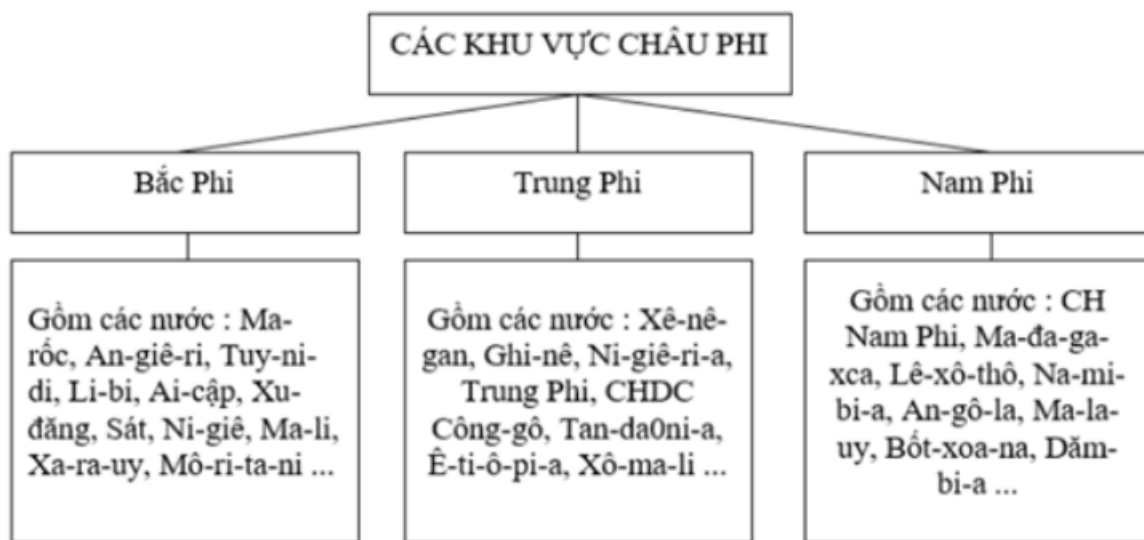 CÁC KHU VỰC CHÂU PHI
Bắc Phi
Trung Phi
Nam Phi
Gồm các nước : Ma-
rốc, An-giê-ri, Tuy-ni-
di, Li-bi, Ai-cập, Xu-
đăng, Sát, Ni-giê, Ma-li,
Xa-ra-uy, Mô-ri-ta-ni ...
Gồm các nước : Xê-nê-
gan, Ghi-nê, Ni-giê-ri-a,
Trung Phi, CHDC
Công-gô, Tan-da0ni-a,
Ê-ti-ô-pi-a, Xô-ma-li ...
Gồm các nước : CH
Nam Phi, Ma-đa-ga-
xca, Lê-xô-thô, Na-mi-
bi-a, An-gô-la, Ma-la-
uy, Bốt-xoa-na, Dăm-
bi-a ...